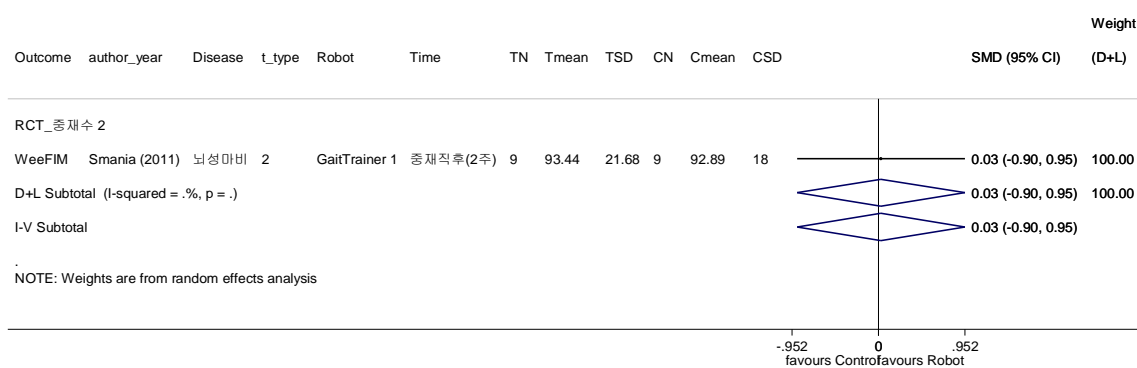 Weight
Outcome author_year Disease t_type Robot Time TN Tmean TSD CN Cmean CSD SMD (95% CI) (D+L)
RCT_중재수 2
WeeFIM Smania (2011) 뇌성마비 2 GaitTrainer 1 중재직후(2주) 9 93.44 21.68 9 92.89 18 0.03 (-0.90, 0.95) 100.00
D+L Subtotal (I-squared = .%, p = .) 0.03 (-0.90, 0.95) 100.00
I-V Subtotal 0.03 (-0.90, 0.95)
.
NOTE: Weights are from random effects analysis
-.952 0 .952
favours Control favours Robot